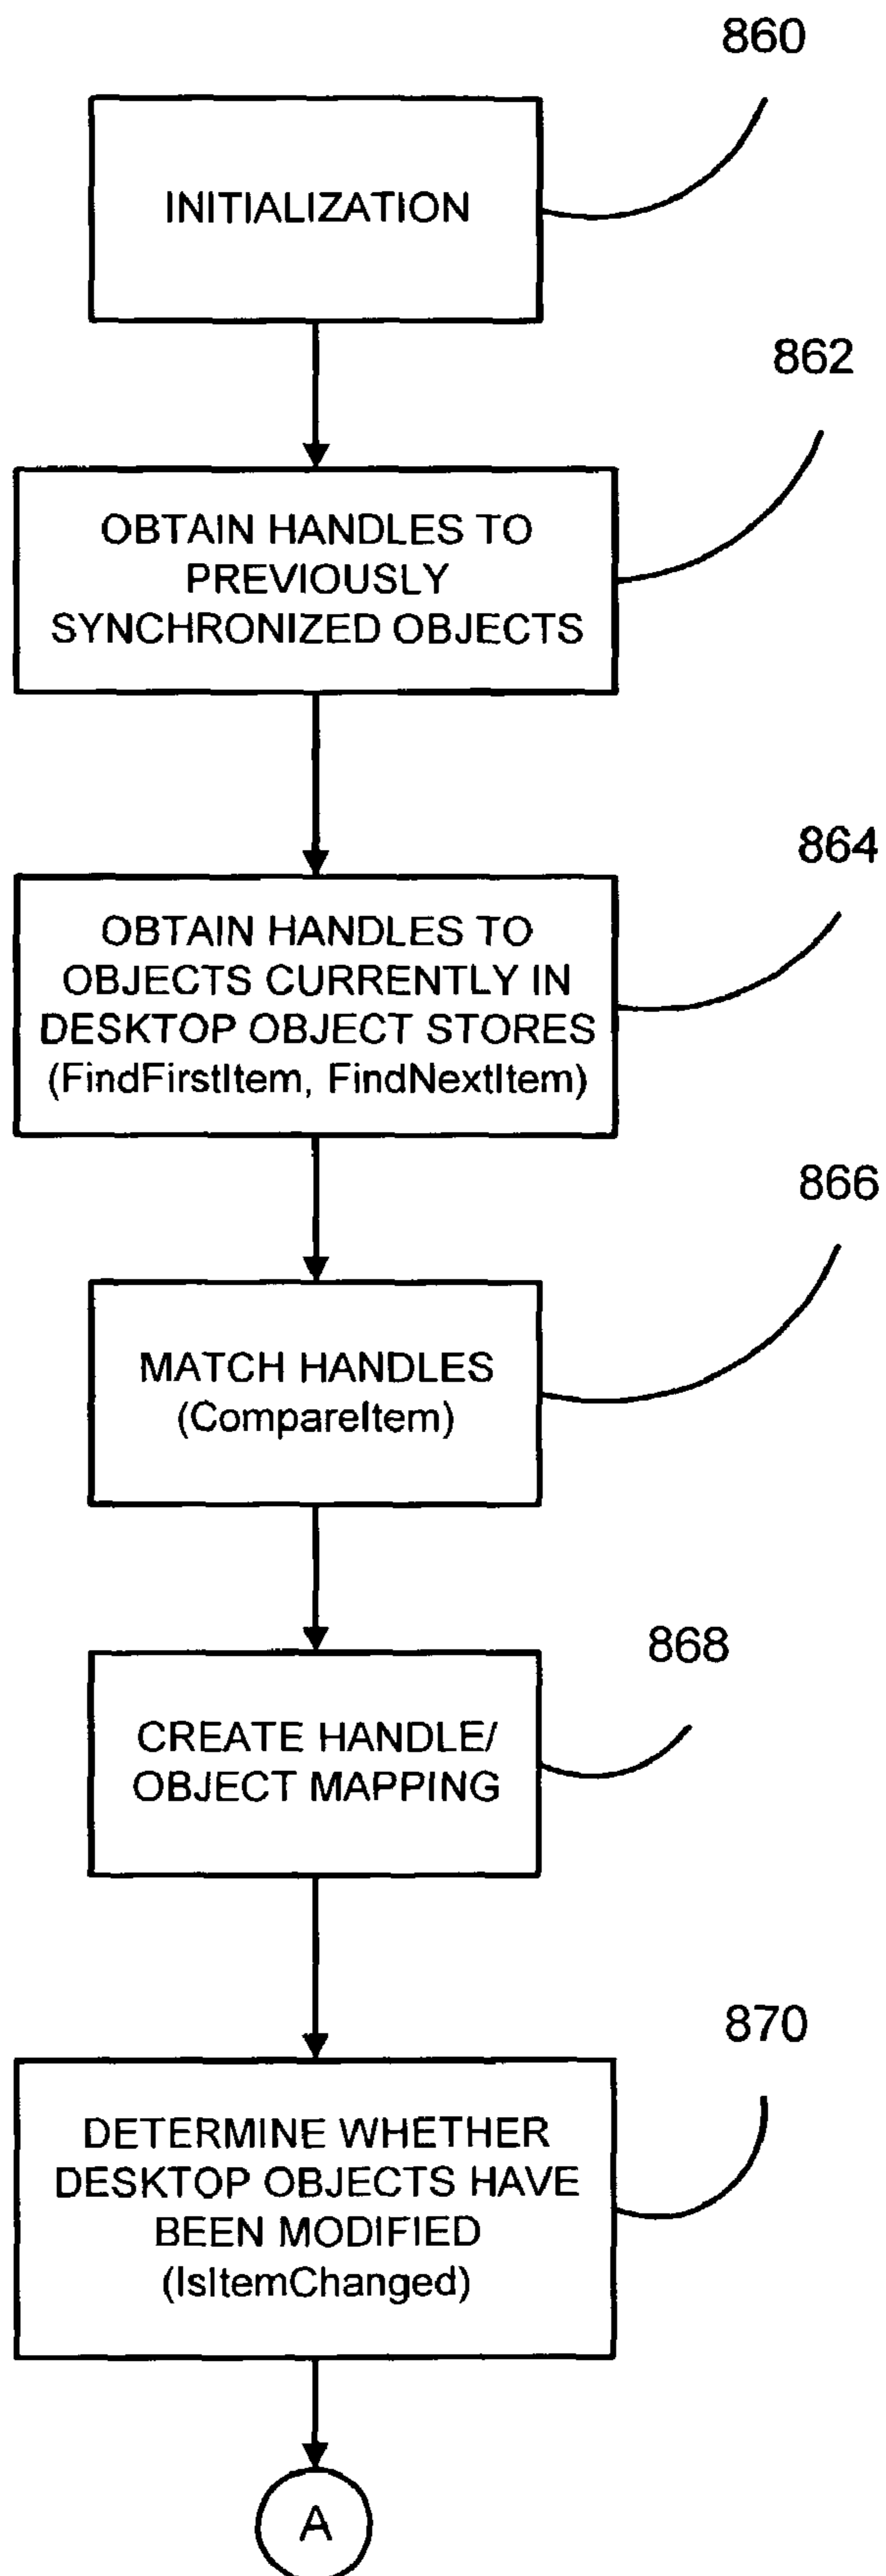 860
INITIALIZATION
862
OBTAIN HANDLES TO
PREVIOUSLY
SYNCHRONIZED OBJECTS
864
OBTAIN HANDLES TO
OBJECTS CURRENTLY IN
DESKTOP OBJECT STORES
(FindFirstItem, FindNextItem)
866
MATCH HANDLES
(CompareItem)
868
CREATE HANDLE/
OBJECT MAPPING
870
DETERMINE WHETHER
DESKTOP OBJECTS HAVE
BEEN MODIFIED
(IsItemChanged)
A